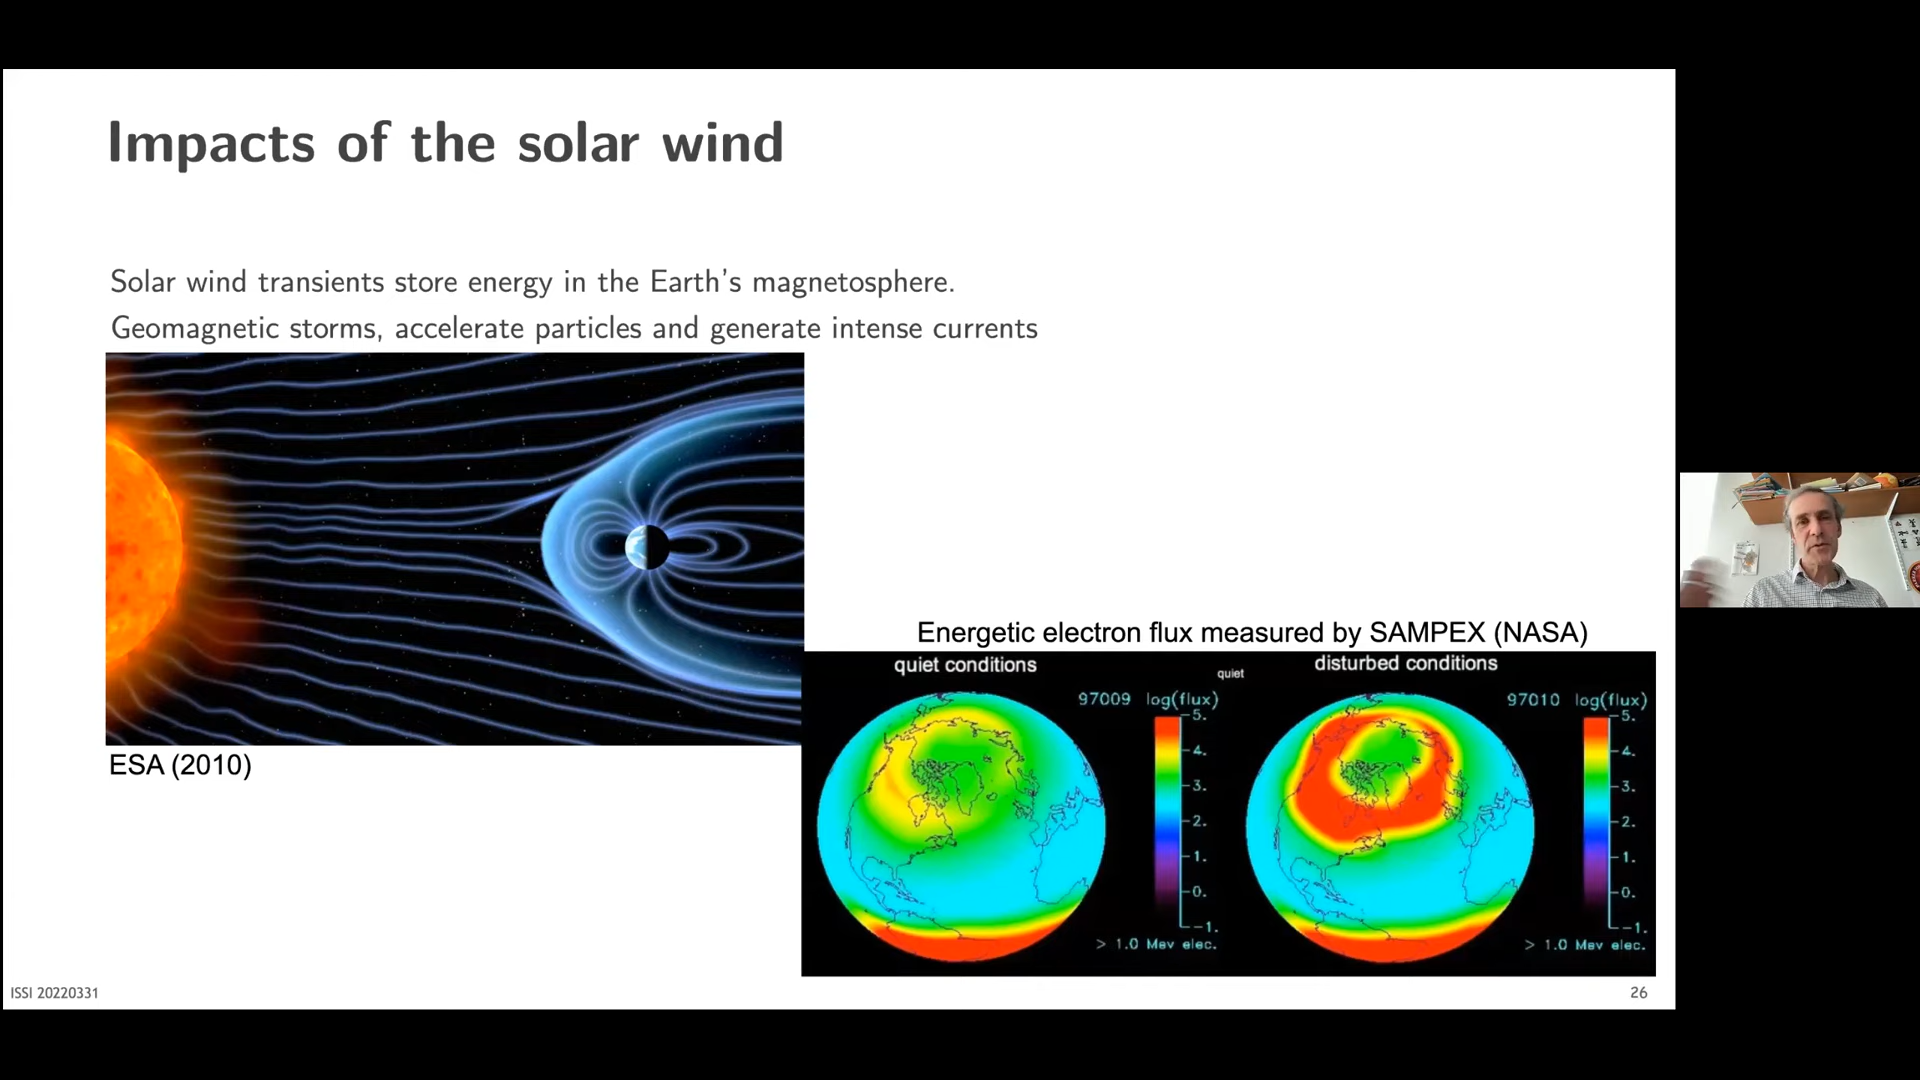 Impacts of the solar wind
Solar wind transients store energy in the Earth's magnetosphere.
Geomagnetic storms, accelerate particles and generate intense currents
ESA (2010)
Energetic electron flux measured by SAMPEX (NASA)
quiet conditions
quiet
disturbed conditions
97009 log(flux)
5.
4.
3.
2.
1.
0.
-1.
> 1.0 Mev elec.
97010 log(flux)
5.
4.
3.
2.
1.
0.
-1.
> 1.0 Mev elec.
ISSI 20220331
26